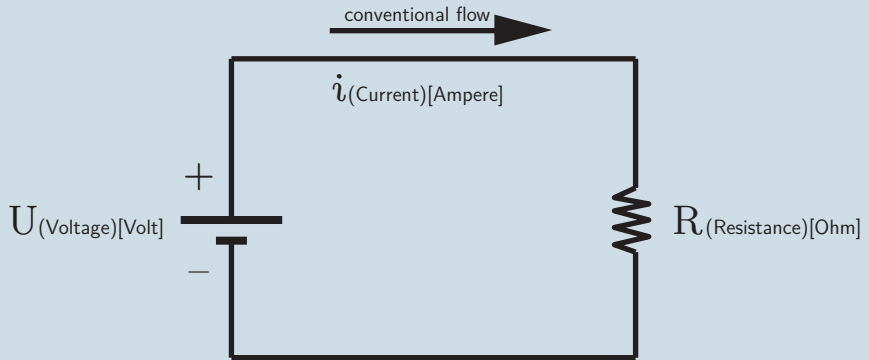 conventional flow
i(Current)[Ampere]
+
U(Voltage)[Volt]
−
R(Resistance)[Ohm]